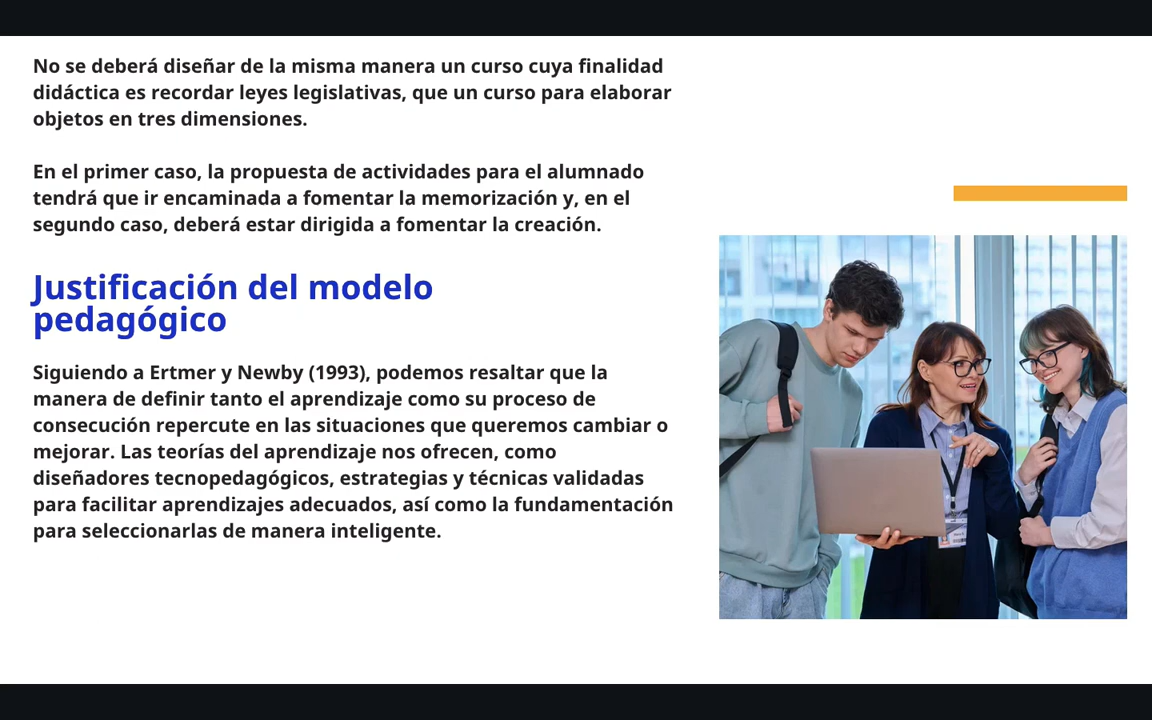 No se deberá diseñar de la misma manera un curso cuya finalidad
didáctica es recordar leyes legislativas, que un curso para elaborar
objetos en tres dimensiones.
En el primer caso, la propuesta de actividades para el alumnado
tendrá que ir encaminada a fomentar la memorización y, en el
segundo caso, deberá estar dirigida a fomentar la creación.
Justificación del modelo
pedagógico
Siguiendo a Ertmer y Newby (1993), podemos resaltar que la
manera de definir tanto el aprendizaje como su proceso de
consecución repercute en las situaciones que queremos cambiar o
mejorar. Las teorías del aprendizaje nos ofrecen, como
diseñadores tecnopedagógicos, estrategias y técnicas validadas
para facilitar aprendizajes adecuados, así como la fundamentación
para seleccionarlas de manera inteligente.